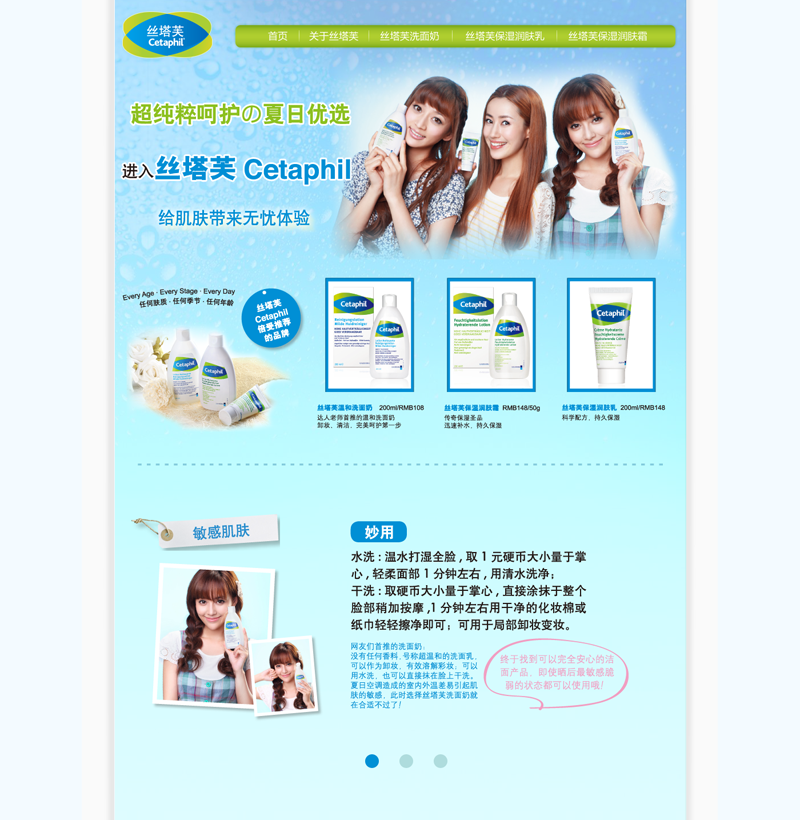 丝塔芙
Cetaphil
首页
关于丝塔芙
丝塔芙洗面奶
丝塔芙保湿润肤乳
丝塔芙保湿润肤霜
超纯粹呵护の夏日优选
进入丝塔芙 Cetaphil
给肌肤带来无忧体验
Every Age · Every Stage · Every Day
任何肤质 · 任何季节 · 任何年龄
丝塔芙
Cetaphil
倍受推荐
的品牌
Cetaphil
Cetaphil
Cetaphil
Cetaphil
Cetaphil
丝塔芙温和洗面奶 200ml/RMB108
达人老师首推的温和洗面奶
卸妆、清洁、完美呵护第一步
丝塔芙保湿润肤霜 RMB148/50g
传奇保湿圣品
迅速补水、持久保湿
丝塔芙保湿润肤乳 200ml/RMB148
科学配方、持久保湿
敏感肌肤
妙用
水洗：温水打湿全脸，取 1 元硬币大小量于掌
心，轻柔面部 1 分钟左右，用清水洗净；
干洗：取硬币大小量于掌心，直接涂抹于整个
脸部稍加按摩，1 分钟左右用干净的化妆棉或
纸巾轻轻擦净即可；可用于局部卸妆变妆。
网友们首推的洗面奶：
没有任何香料,号称超温和的洗面乳,
可以作为卸妆、有效溶解彩妆；可以
用水洗、也可以直接抹在脸上干洗。
夏日空调造成的室内外温差易引起肌
肤的敏感、此时选择丝塔芙洗面奶就
在合适不过了！
终于找到可以完全安心的洁
面产品、即使晒后最敏感脆
弱的状态都可以使用哦！